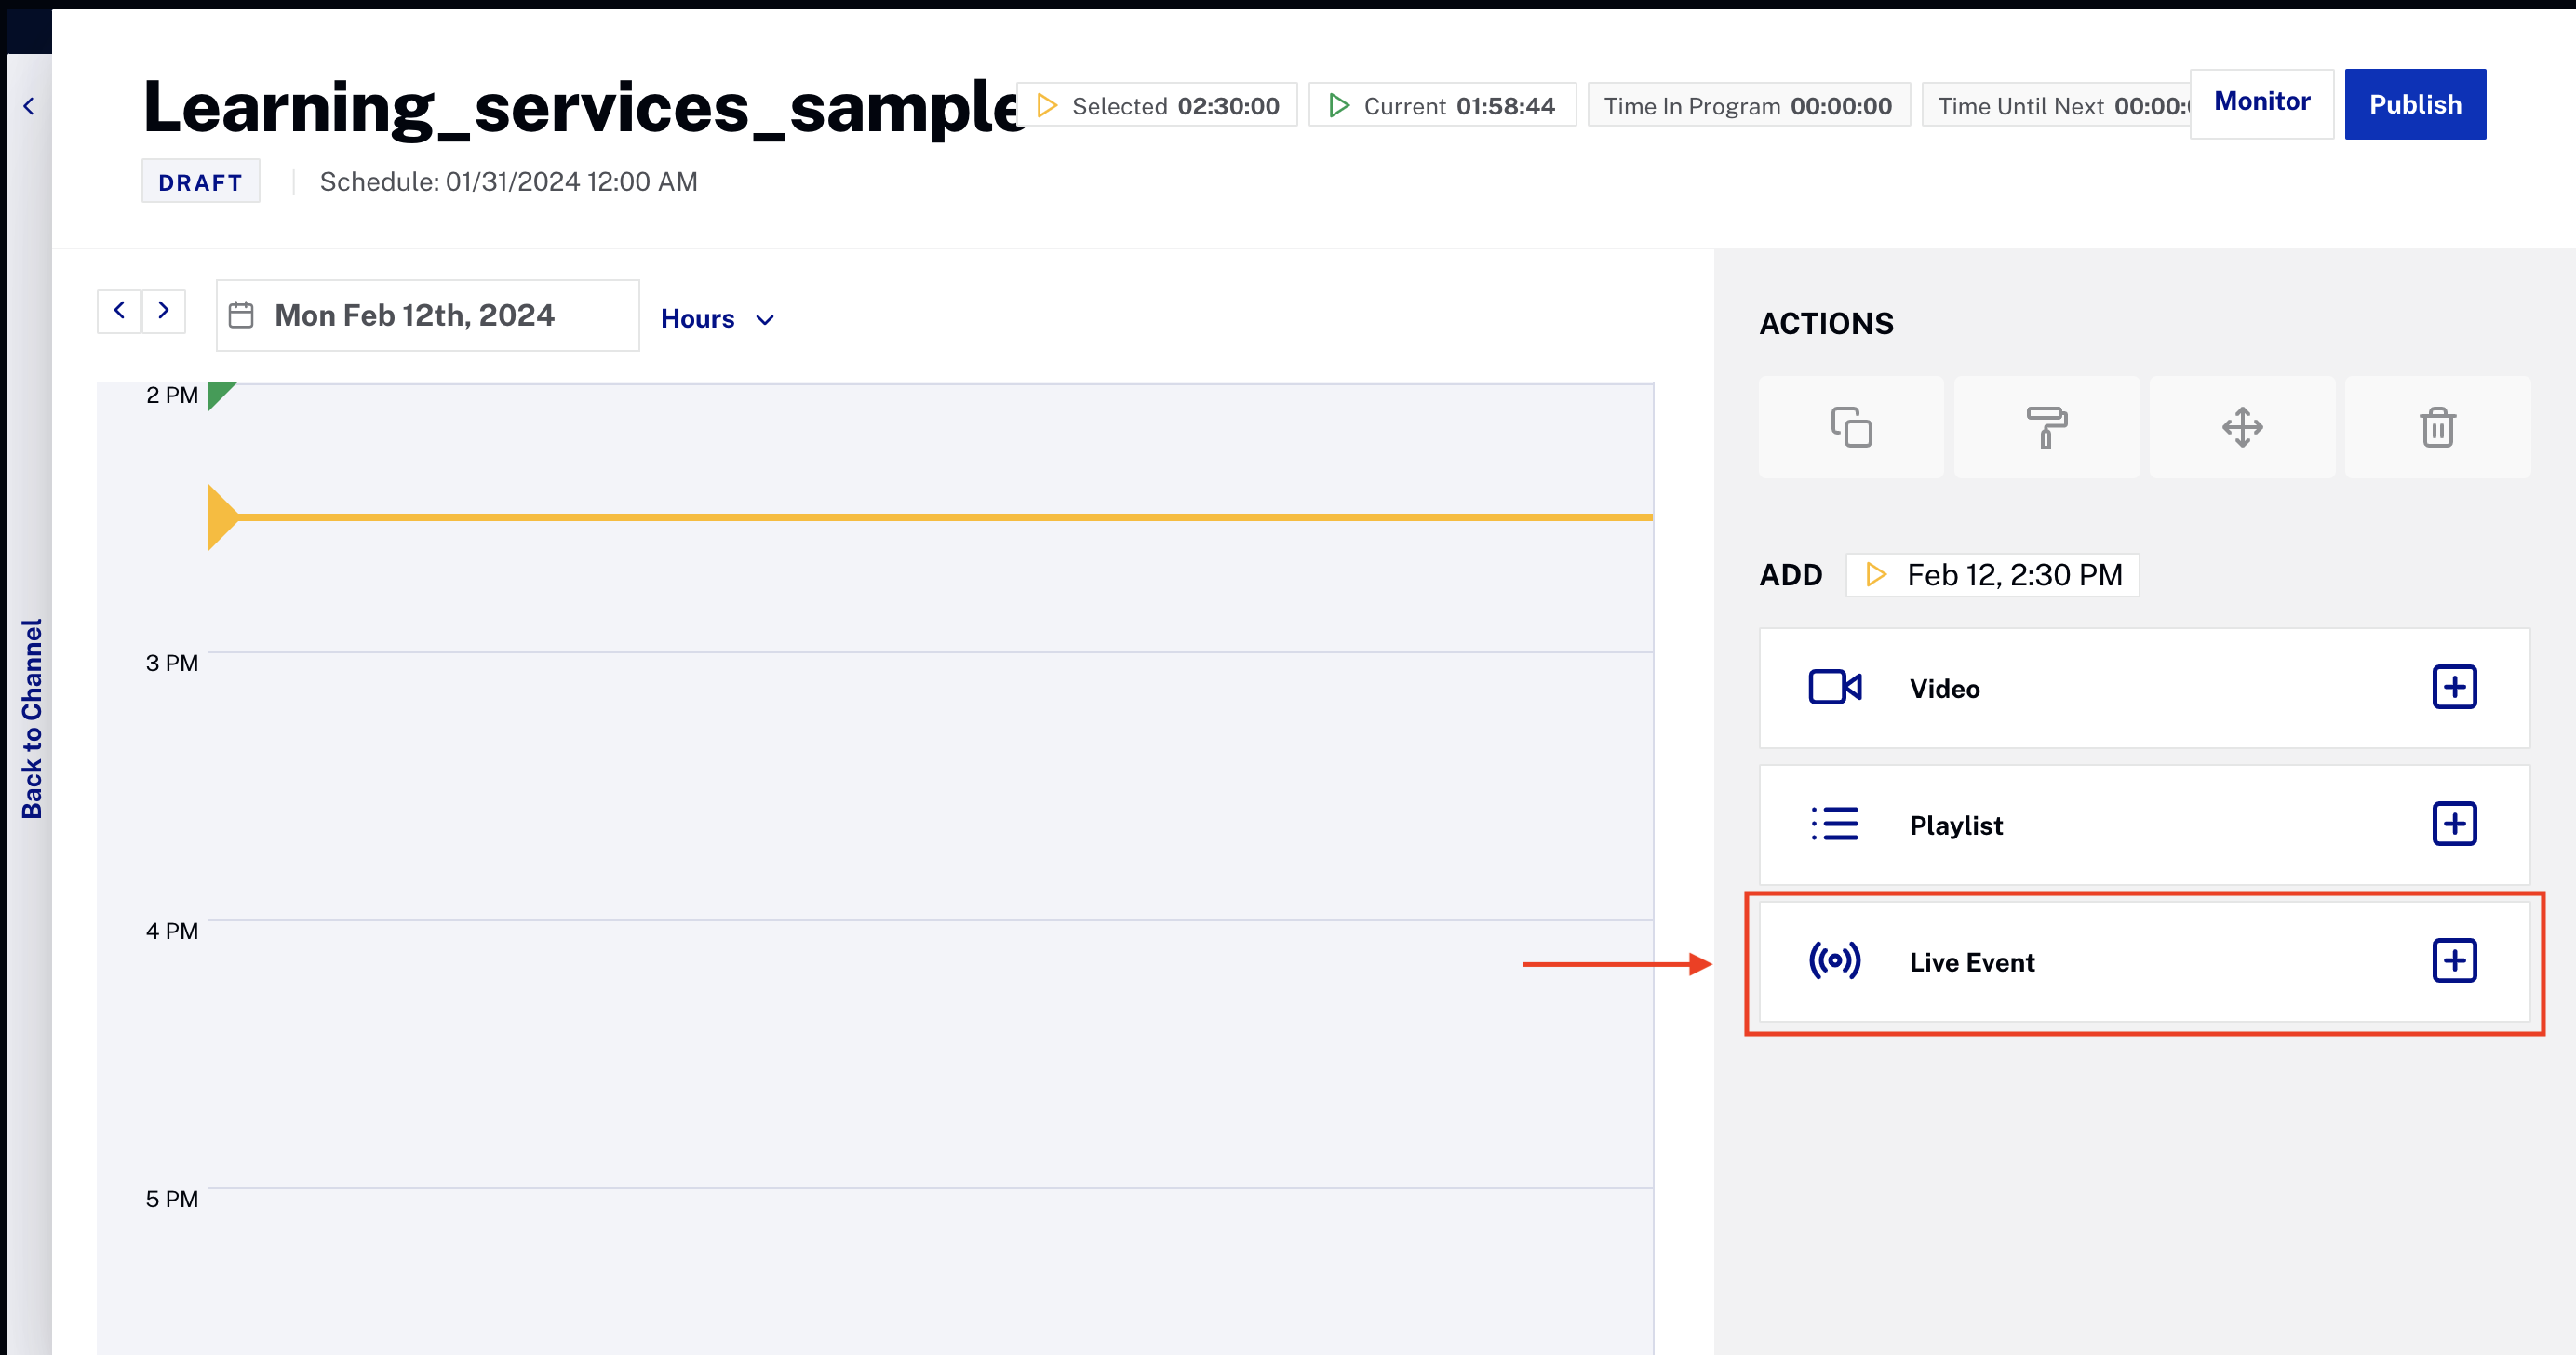 Learning_services_sample
Selected 02:30:00
Current 01:58:44
Time In Program 00:00:00
Time Until Next 00:00:
Monitor
Publish
DRAFT
Schedule: 01/31/2024 12:00 AM
Back to Channel
Mon Feb 12th, 2024
Hours
2 PM
3 PM
4 PM
5 PM
ACTIONS
ADD
Feb 12, 2:30 PM
Video
Playlist
Live Event